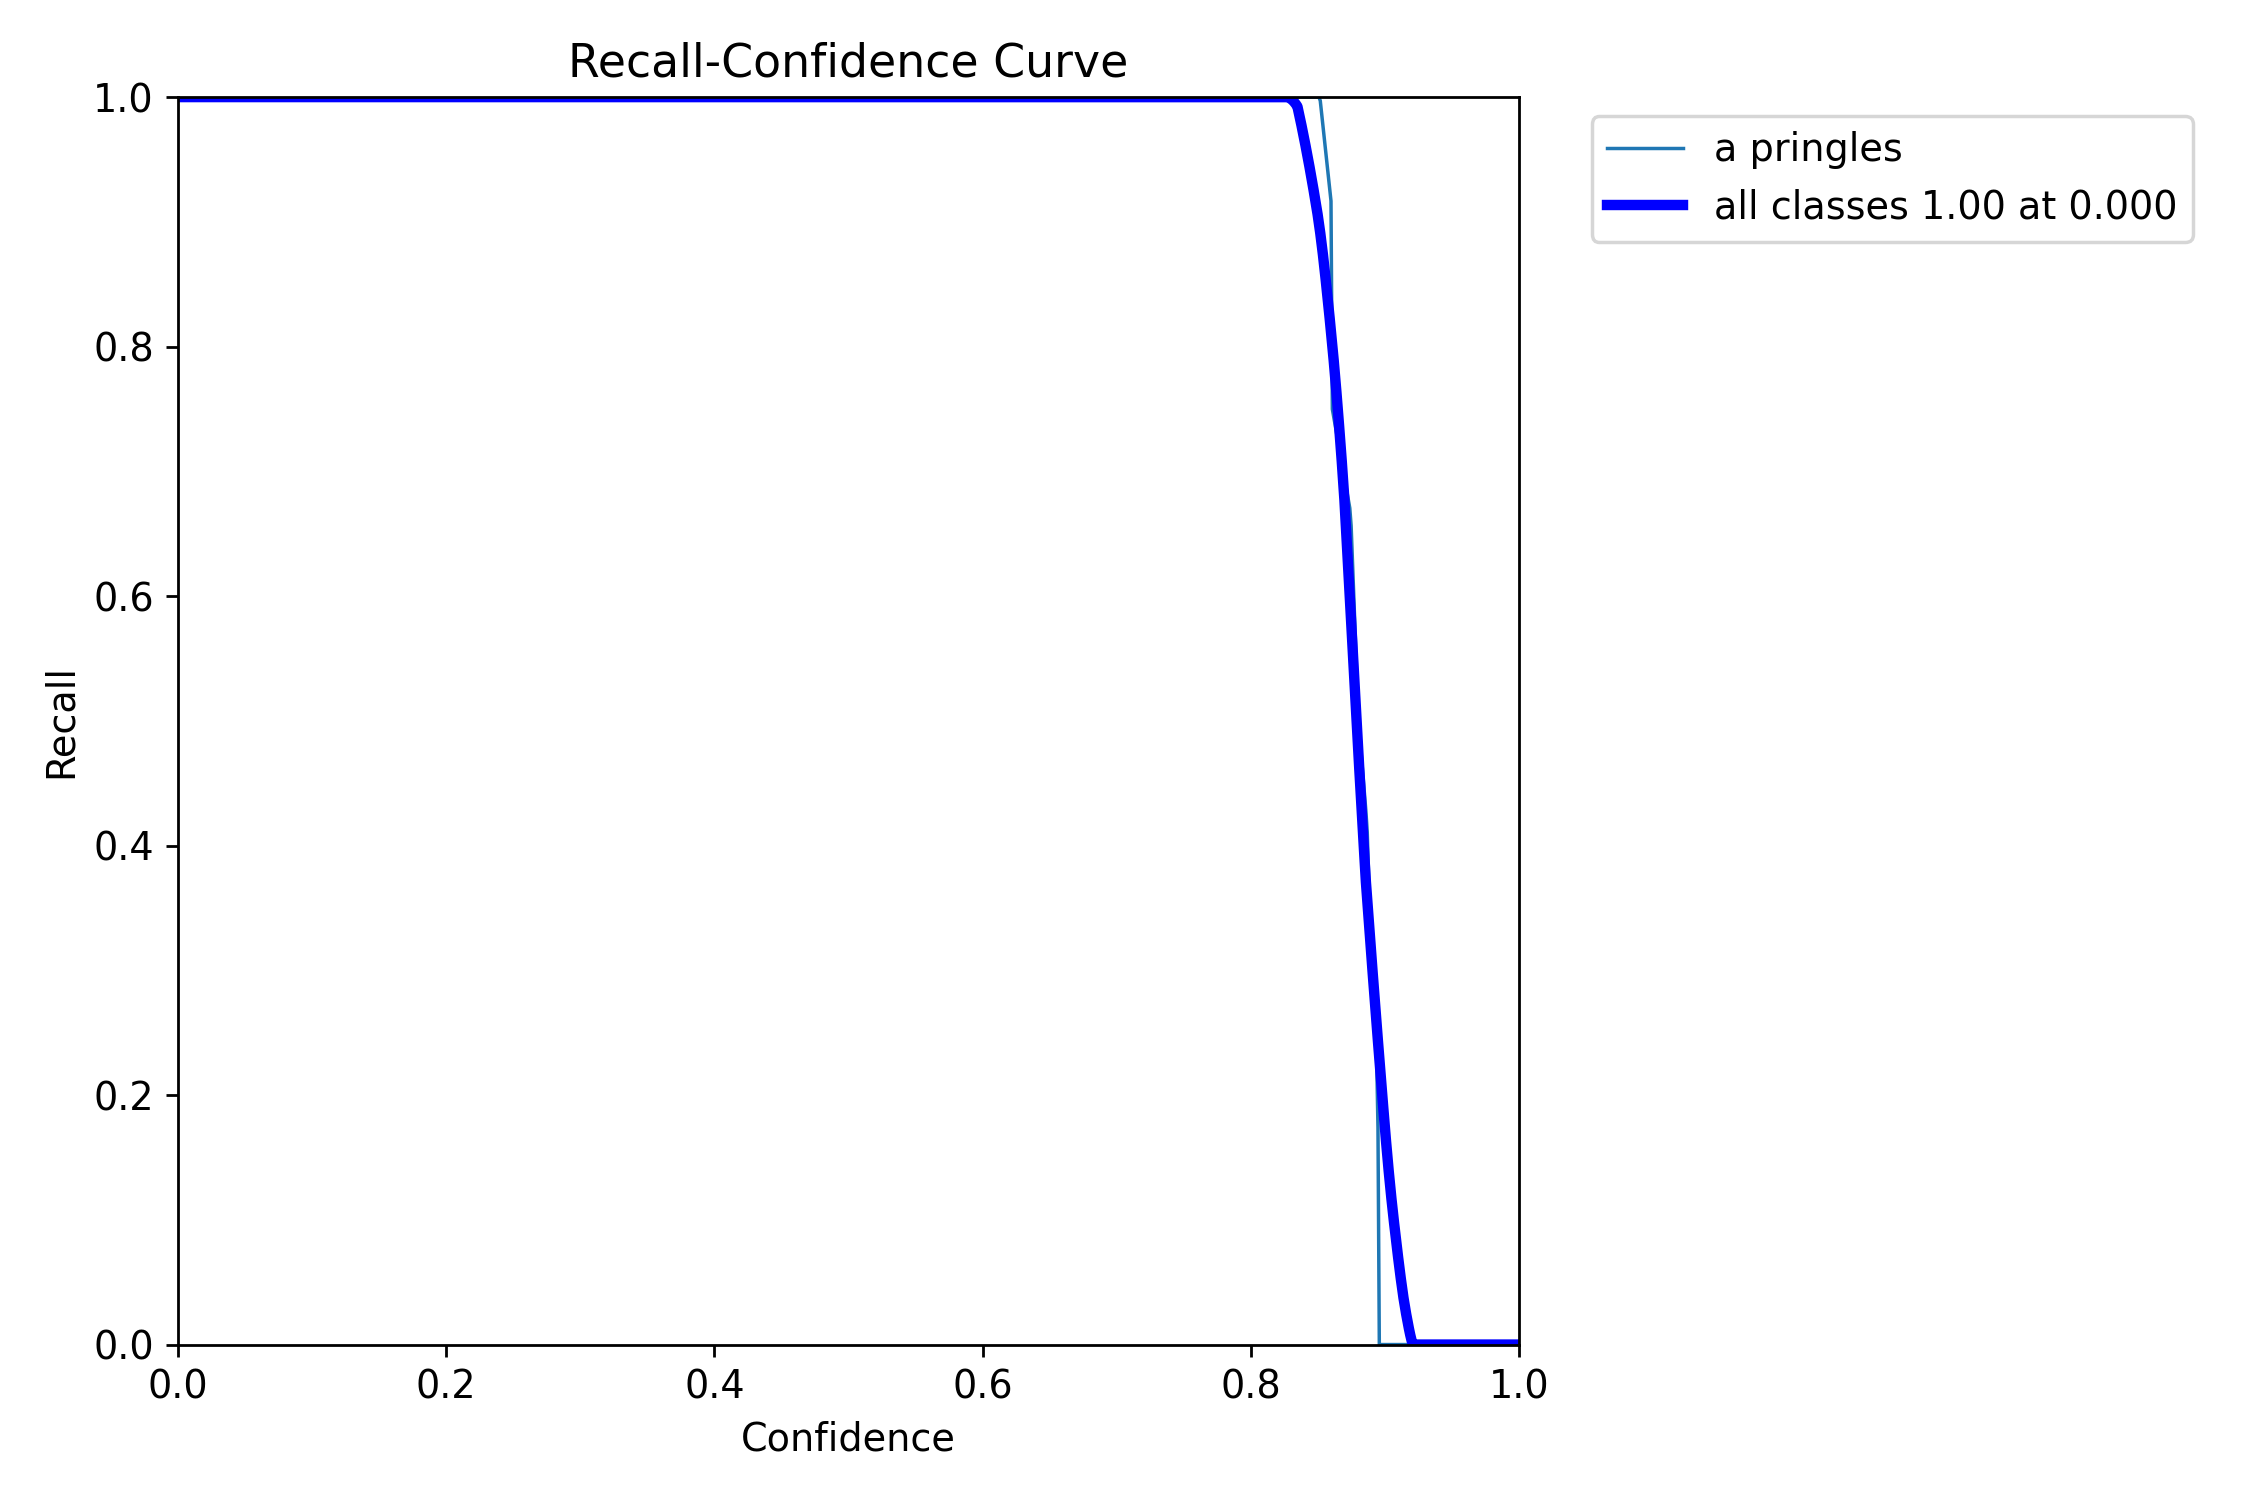 Recall-Confidence Curve
a pringles
all classes 1.00 at 0.000
1.0
0.8
0.6
0.4
0.2
0.0
Recall
0.0 0.2 0.4 0.6 0.8 1.0
Confidence